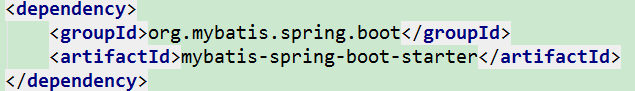 <dependency>
    <groupId>org.mybatis.spring.boot</groupId>
    <artifactId>mybatis-spring-boot-starter</artifactId>
</dependency>